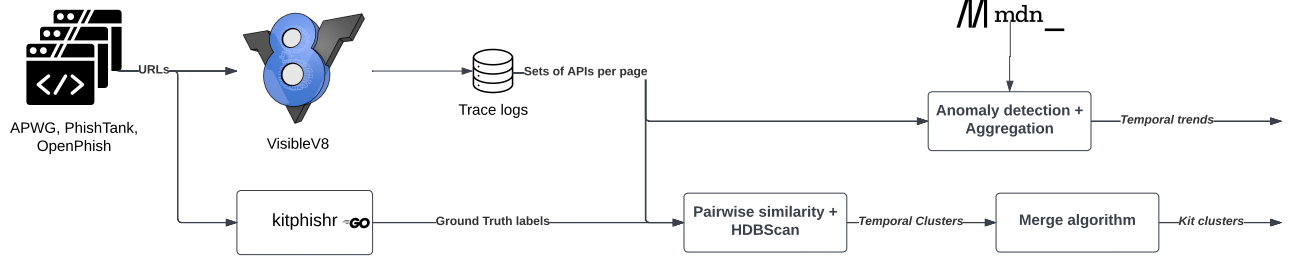 mdn_
URLs
Sets of APIs per page
Trace logs
APWG, PhishTank,
OpenPhish
VisibleV8
Anomaly detection +
Aggregation
Temporal trends
kitphishr
GO
Ground Truth labels
Pairwise similarity +
HDBScan
Temporal Clusters
Merge algorithm
Kit clusters